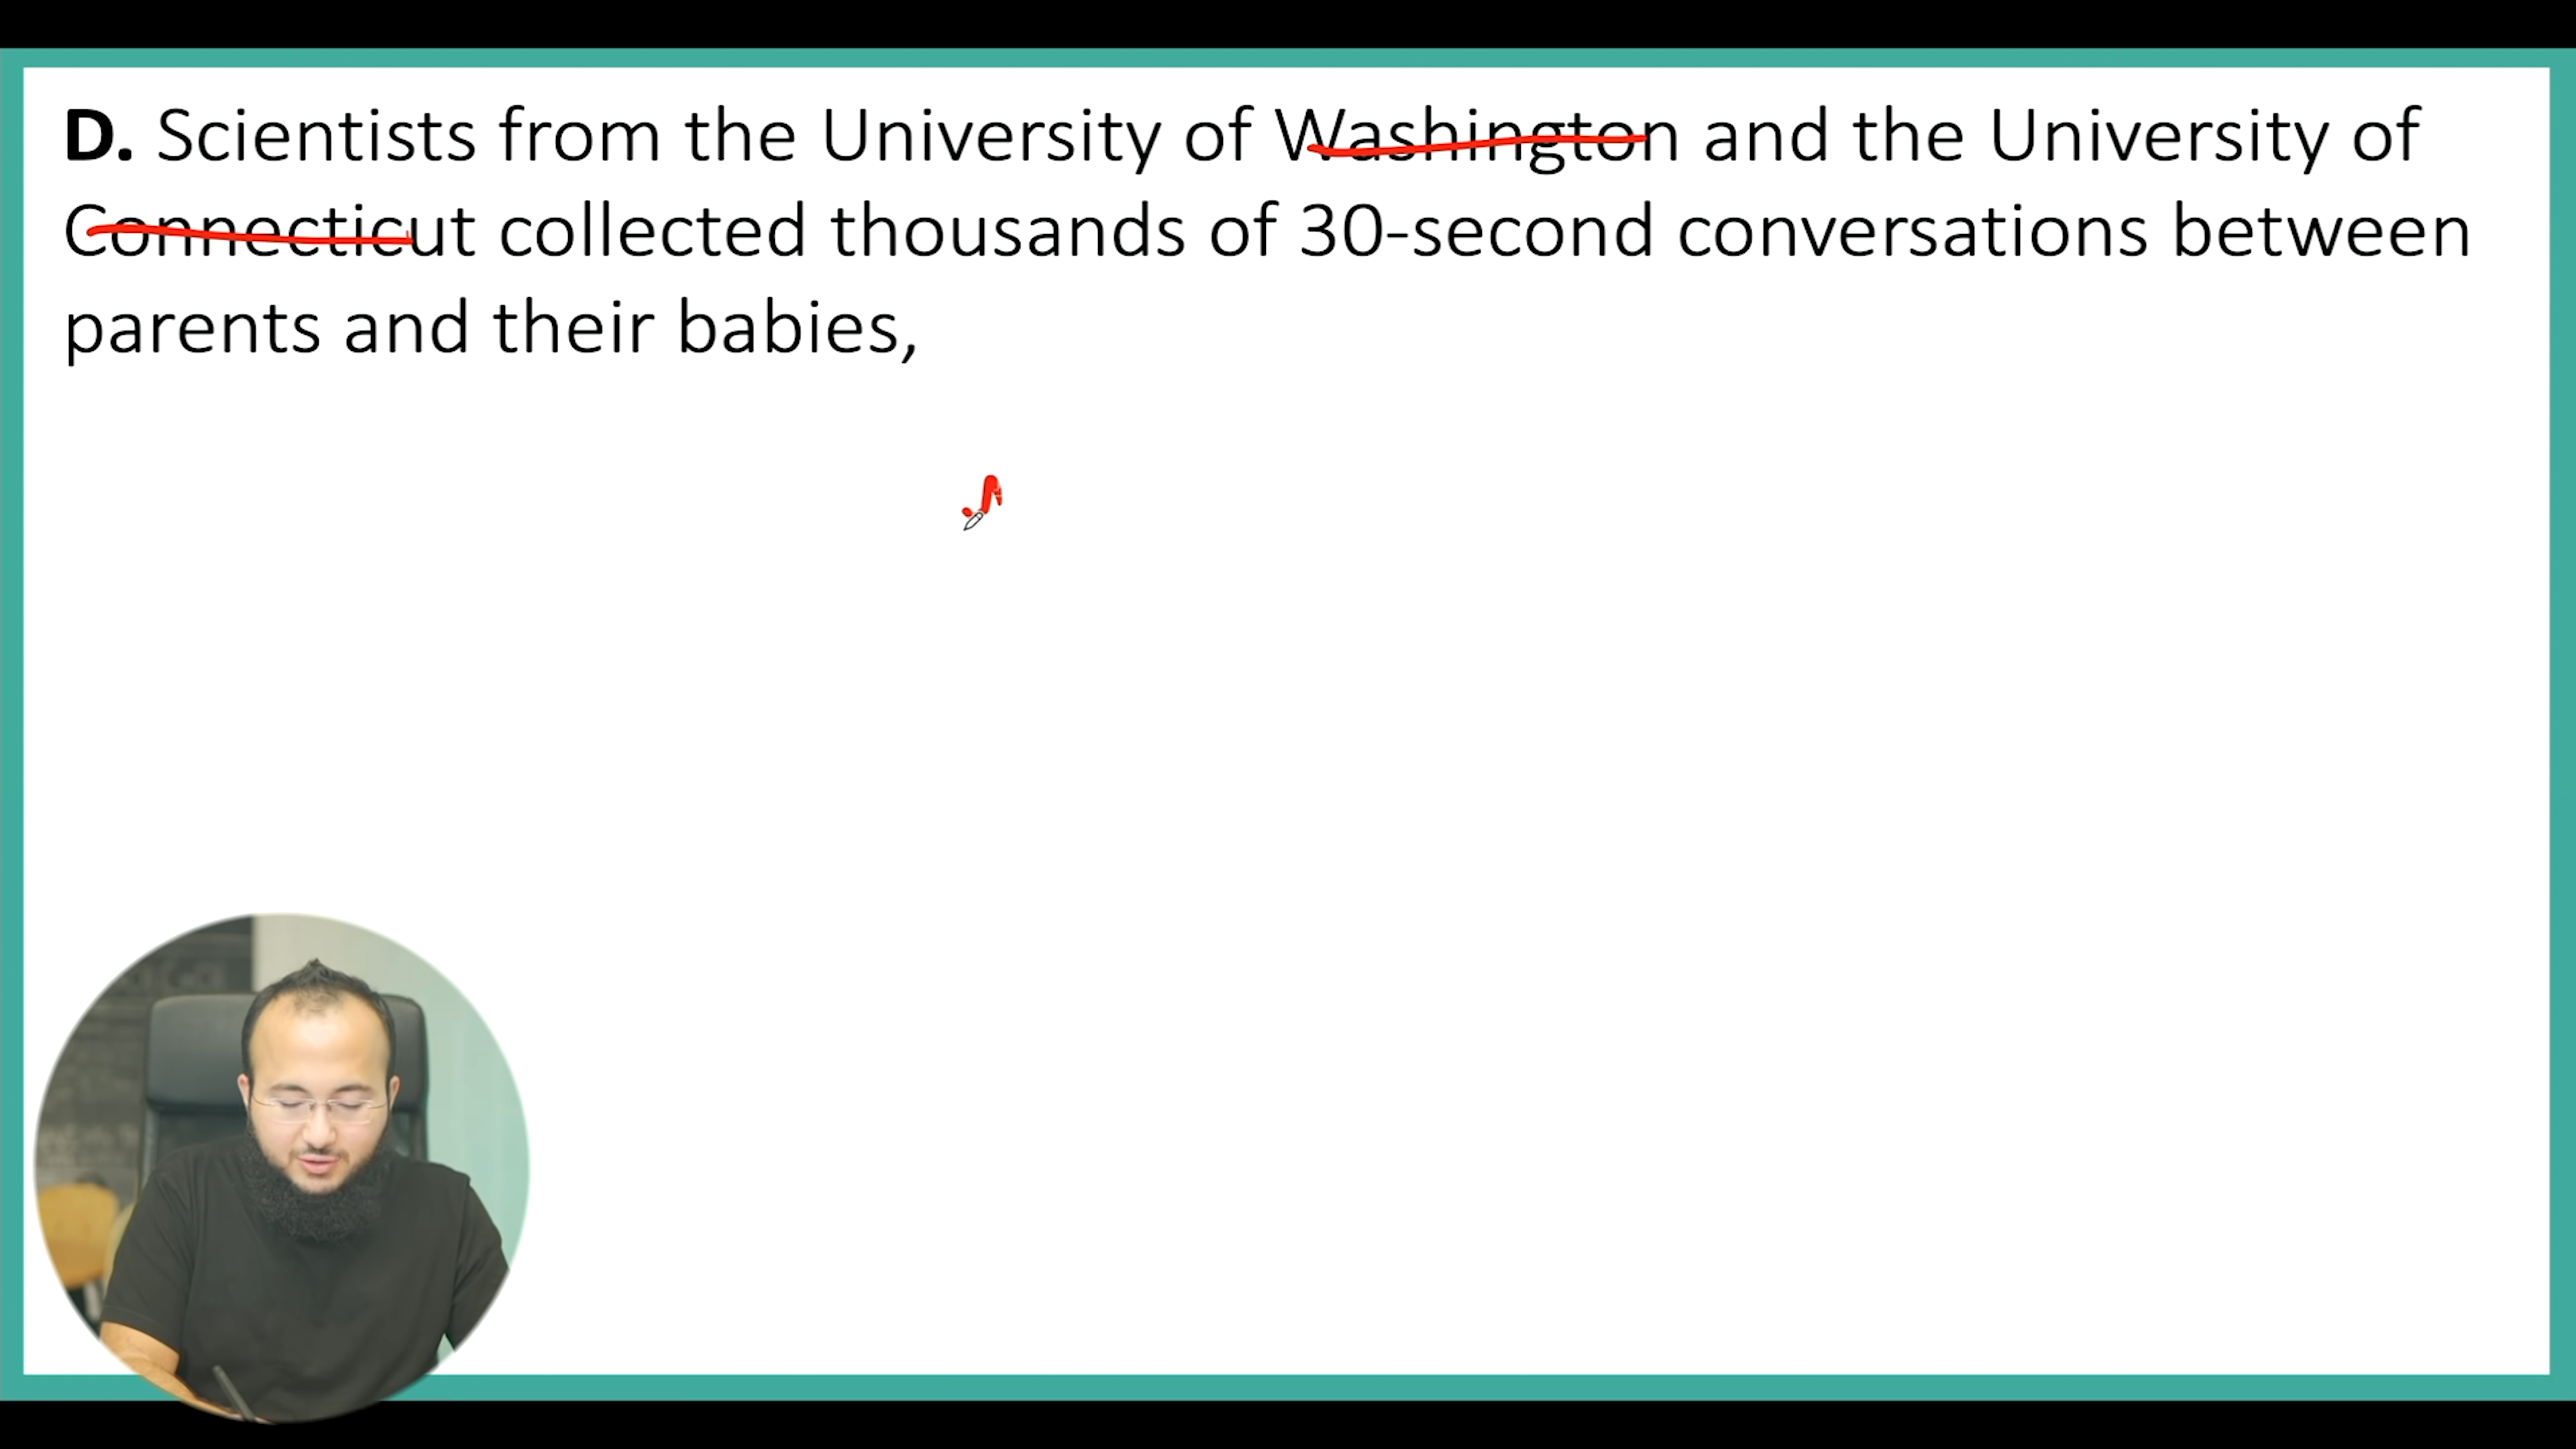 D. Scientists from the University of Washington and the University of
Connecticut collected thousands of 30-second conversations between
parents and their babies,